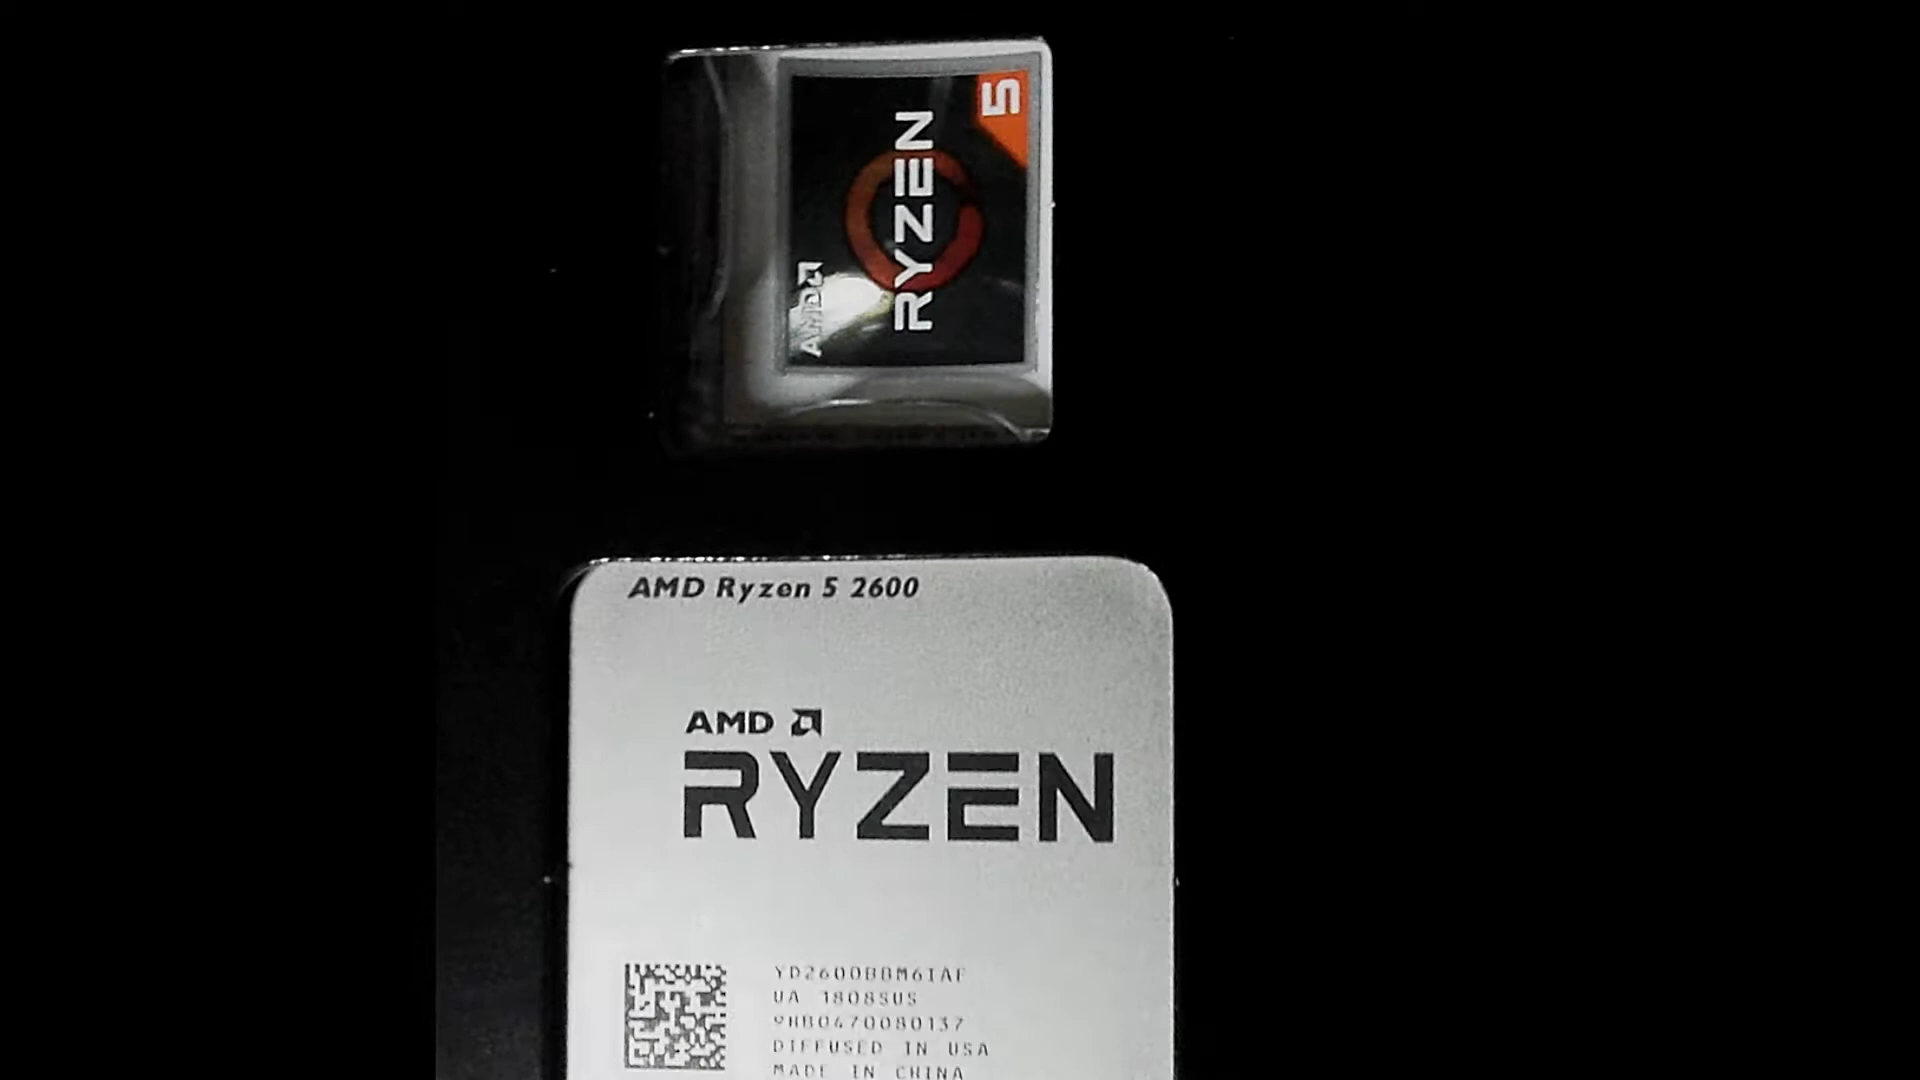 AMD
RYZEN
5
AMD Ryzen 5 2600
AMD
RYZEN
YD2600BBM6IAF
UA 1808SUS
9HB0470080137
DIFFUSED IN USA
MADE IN CHINA